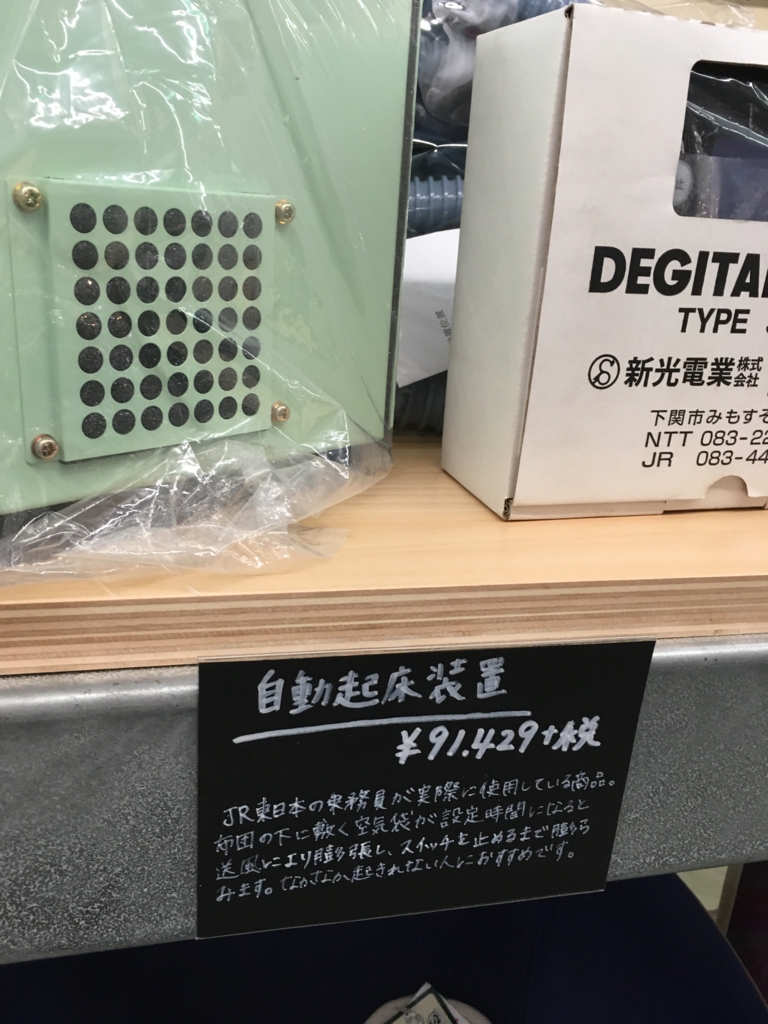 DEGITA
TYPE
新光電業株式会社
下関市みもすそ
NTT 083-22
JR 083-44
自動起床装置
¥91.429+税
JR東日本の乗務員が実際に使用している商品。
布団の下に敷く空気袋が設定時間になると
送風により膨張し、スイッチを止めるまで膨ら
みます。なかなか起きれない人におすすめです。